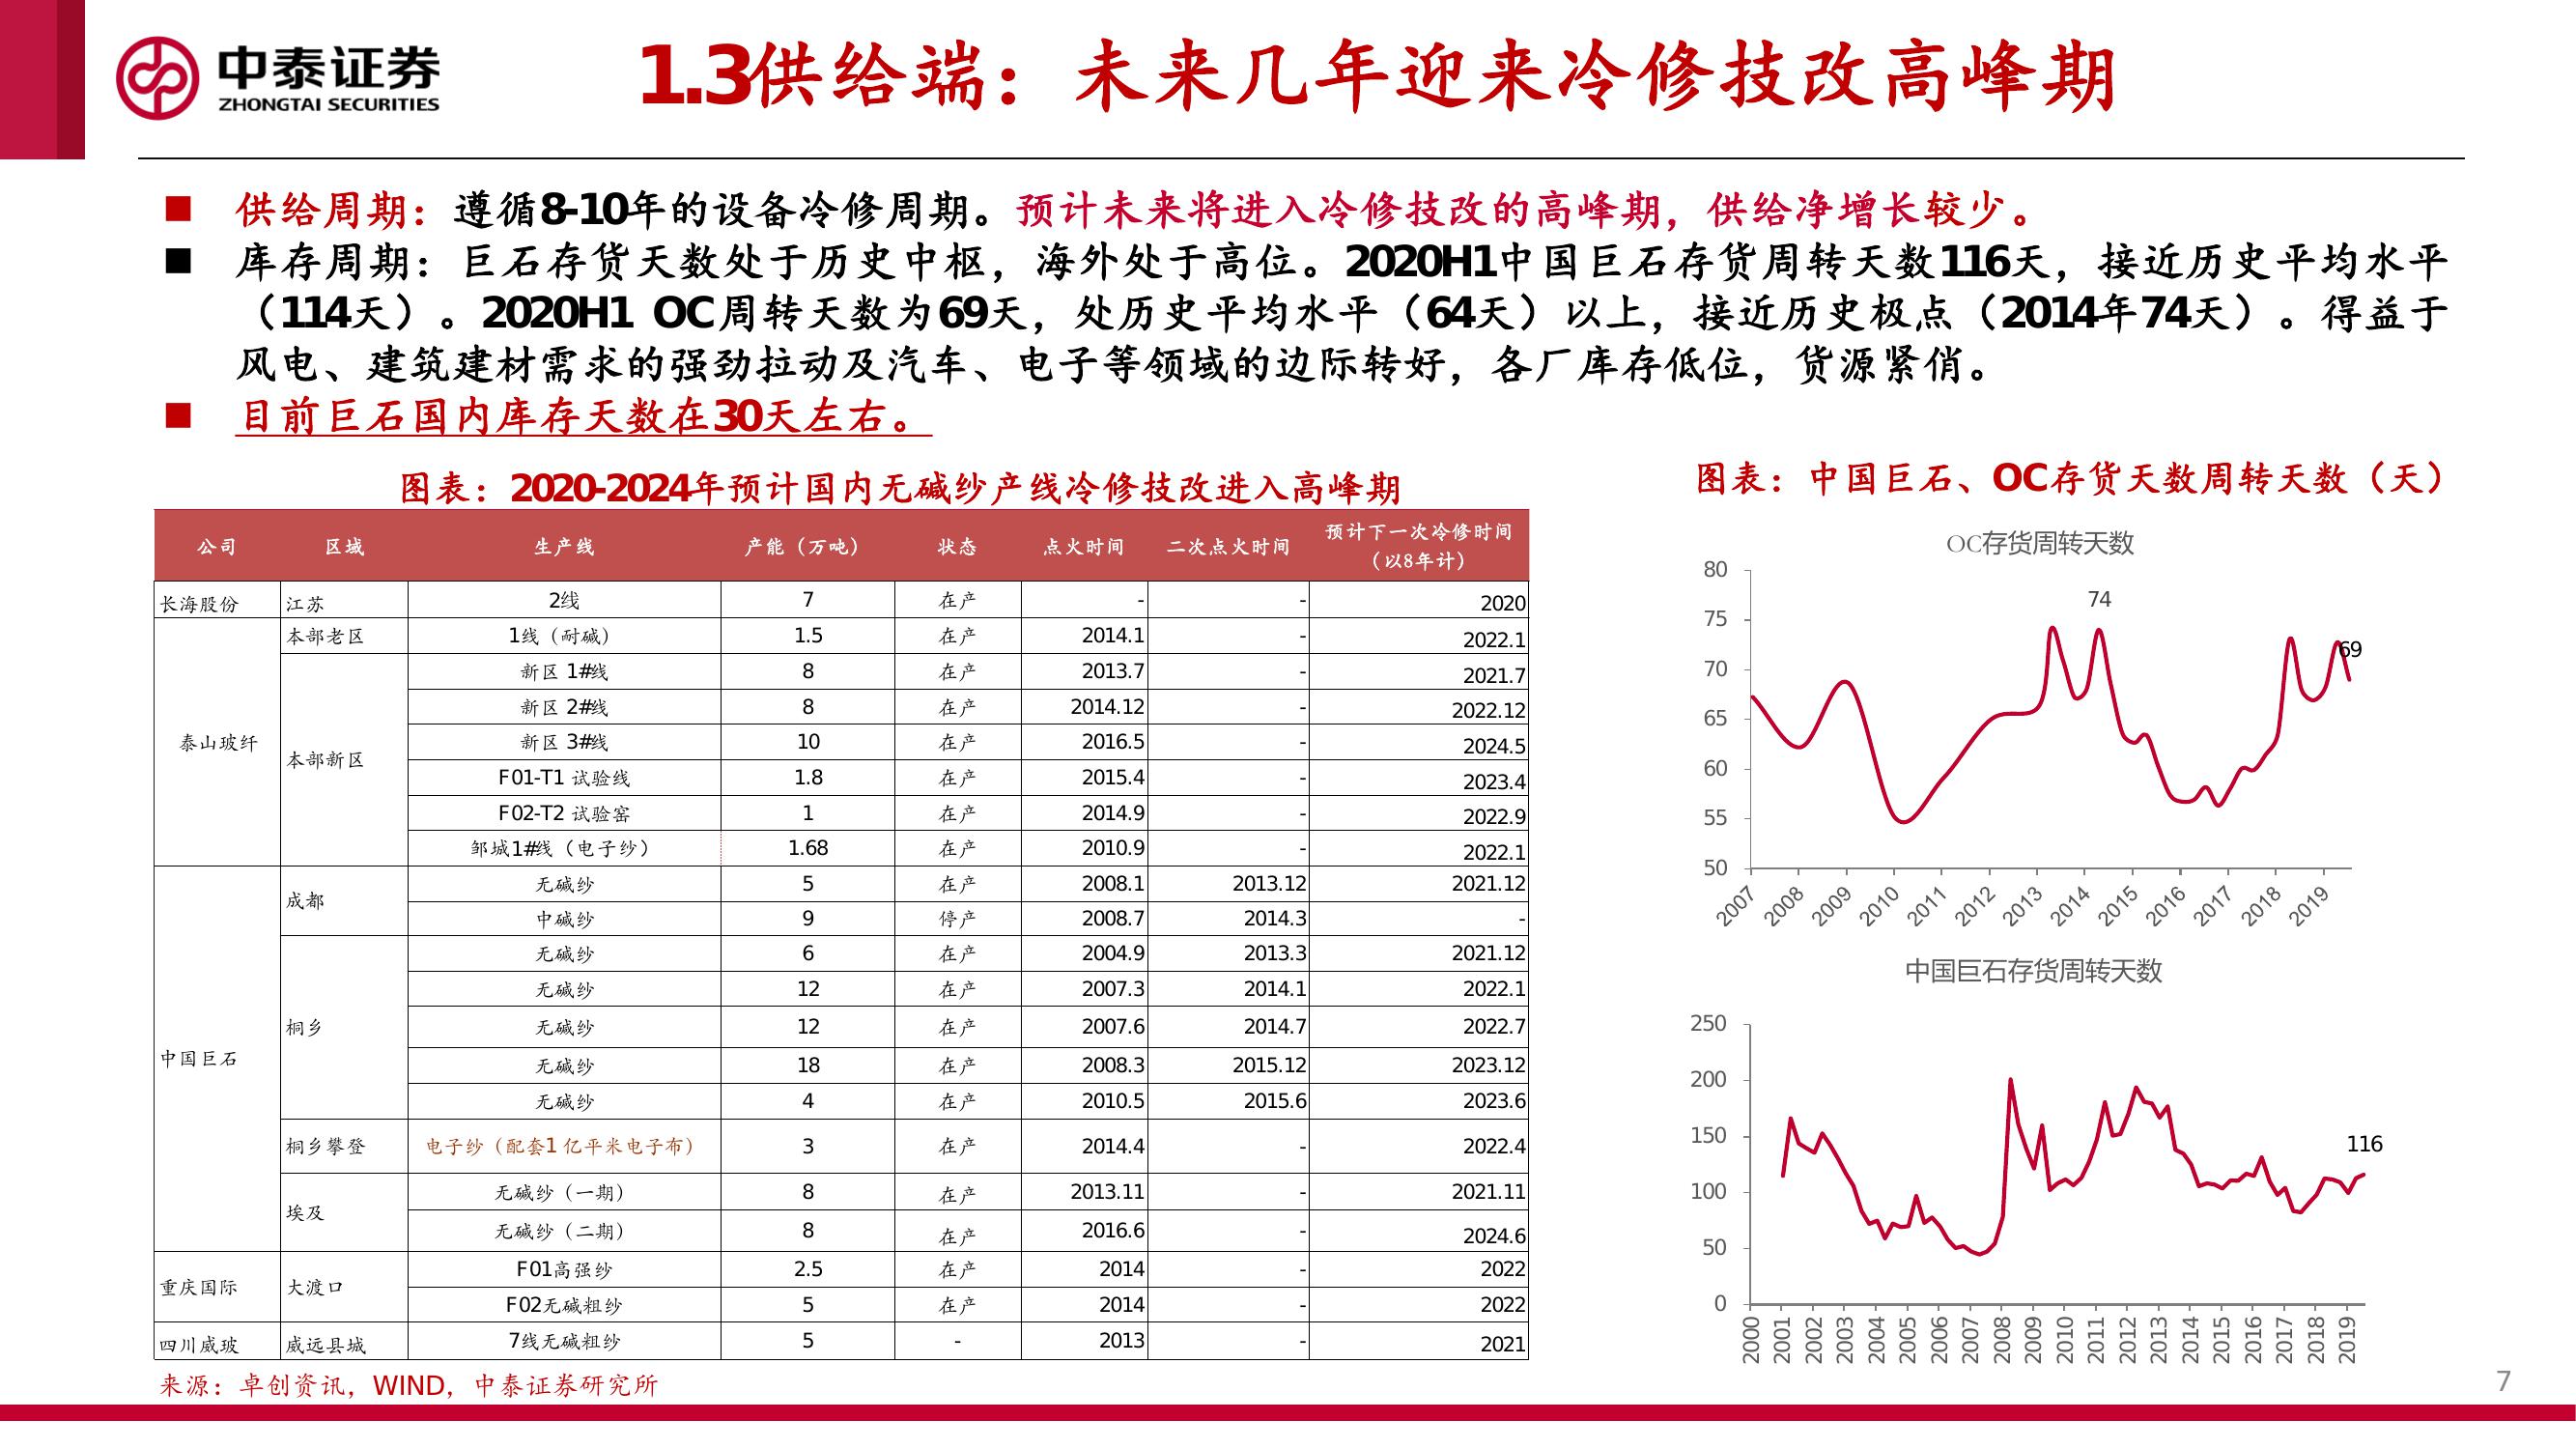 中泰证券
ZHONGTAI SECURITIES
1.3供给端：未来几年迎来冷修技改高峰期
供给周期：遵循8-10年的设备冷修周期。预计未来将进入冷修技改的高峰期，供给净增长较少。
库存周期：巨石存货天数处于历史中枢，海外处于高位。2020H1中国巨石存货周转天数116天，接近历史平均水平
（114天）。2020H1 OC周转天数为69天，处历史平均水平（64天）以上，接近历史极点（2014年74天）。得益于
风电、建筑建材需求的强劲拉动及汽车、电子等领域的边际转好，各厂库存低位，货源紧俏。
目前巨石国内库存天数在30天左右。
图表：2020-2024年预计国内无碱纱产线冷修技改进入高峰期
公司 区域 生产线 产能（万吨） 状态 点火时间 二次点火时间 预计下一次冷修时间（以8年计）
长海股份 江苏 2线 7 在产 - - 2020
泰山玻纤 本部老区 1线（耐碱） 1.5 在产 2014.1 - 2022.1
本部新区 新区 1#线 8 在产 2013.7 - 2021.7
新区 2#线 8 在产 2014.12 - 2022.12
新区 3#线 10 在产 2016.5 - 2024.5
F01-T1 试验线 1.8 在产 2015.4 - 2023.4
F02-T2 试验窑 1 在产 2014.9 - 2022.9
邹城1#线（电子纱） 1.68 在产 2010.9 - 2022.1
中国巨石 成都 无碱纱 5 在产 2008.1 2013.12 2021.12
中碱纱 9 停产 2008.7 2014.3 -
桐乡 无碱纱 6 在产 2004.9 2013.3 2021.12
无碱纱 12 在产 2007.3 2014.1 2022.1
无碱纱 12 在产 2007.6 2014.7 2022.7
无碱纱 18 在产 2008.3 2015.12 2023.12
无碱纱 4 在产 2010.5 2015.6 2023.6
桐乡攀登 电子纱（配套1 亿平米电子布） 3 在产 2014.4 - 2022.4
埃及 无碱纱（一期） 8 在产 2013.11 - 2021.11
无碱纱（二期） 8 在产 2016.6 - 2024.6
重庆国际 大渡口 F01高强纱 2.5 在产 2014 - 2022
F02无碱粗纱 5 在产 2014 - 2022
四川威玻 威远县城 7线无碱粗纱 5 - 2013 - 2021
来源：卓创资讯，WIND，中泰证券研究所
图表：中国巨石、OC存货天数周转天数（天）
OC存货周转天数
80
75
70
65
60
55
50
74
69
2007 2008 2009 2010 2011 2012 2013 2014 2015 2016 2017 2018 2019
中国巨石存货周转天数
250
200
150
100
50
0
116
2000 2001 2002 2003 2004 2005 2006 2007 2008 2009 2010 2011 2012 2013 2014 2015 2016 2017 2018 2019
7